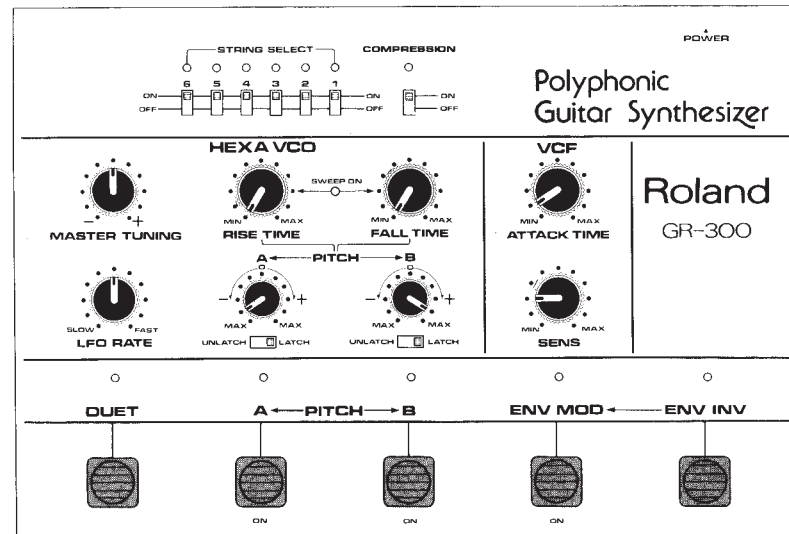 STRING SELECT COMPRESSION POWER
6 5 4 3 2 1
ON ON ON
OFF OFF OFF
Polyphonic
Guitar Synthesizer
HEXA VCO VCF
SWEEP ON
MIN MAX MIN MAX MIN MAX
− +
MASTER TUNING RISE TIME FALL TIME ATTACK TIME
Roland
GR-300
A PITCH B
− + − +
SLOW FAST MAX MAX MAX MAX MIN MAX
LFO RATE UNLATCH LATCH UNLATCH LATCH SENS
DUET A PITCH B ENV MOD ENV INV
ON ON ON